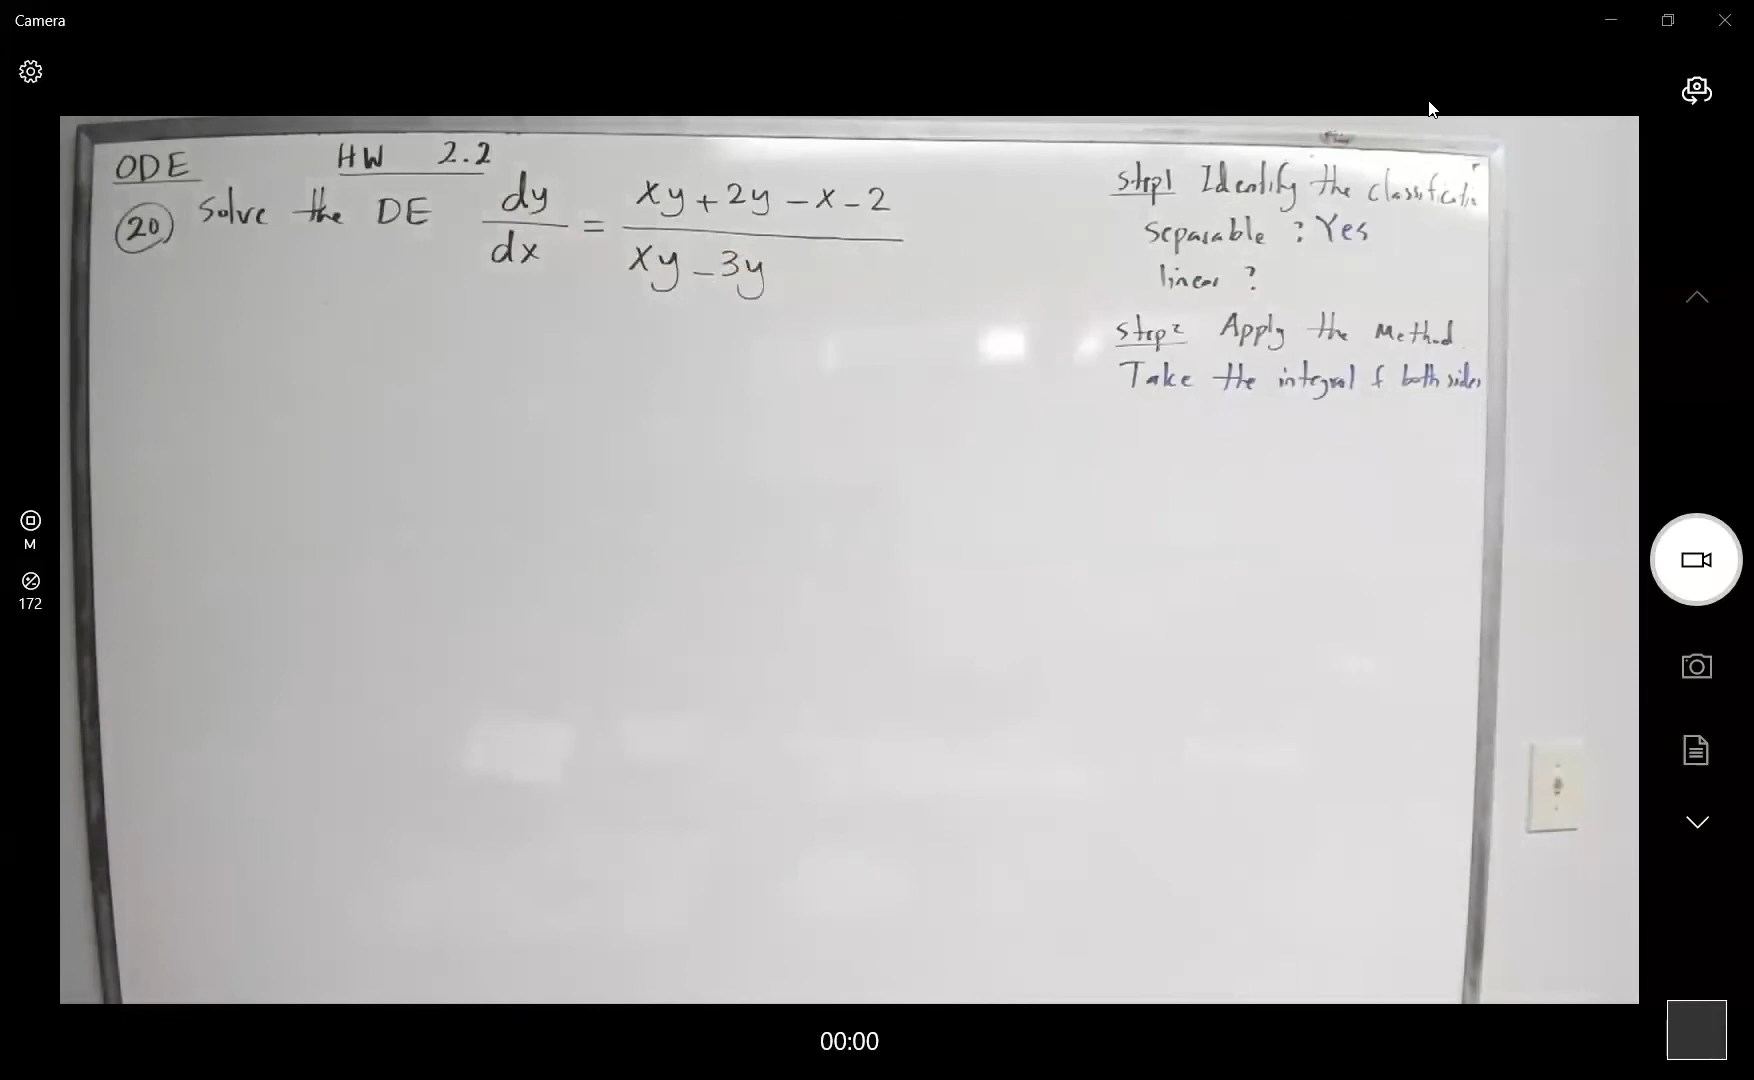 Camera
ODE HW 2.2
20 Solve the DE dy/dx = (xy + 2y - x - 2)/(xy - 3y)
Step1 Identify the Classificatio
Separable ? Yes
linear ?
Step2 Apply the Method
Take the integral of both sides
M
172
00:00